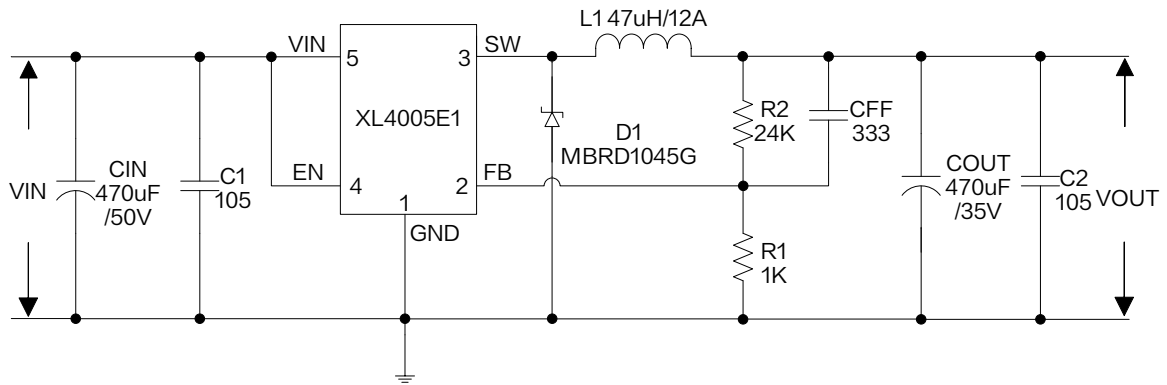 L1 47uH/12A
VIN
5
3
SW
XL4005E1
R2
24K
CFF
333
D1
MBRD1045G
VIN
CIN
470uF
/50V
C1
105
EN
4
2
FB
1
GND
COUT
470uF
/35V
C2
105
VOUT
R1
1K